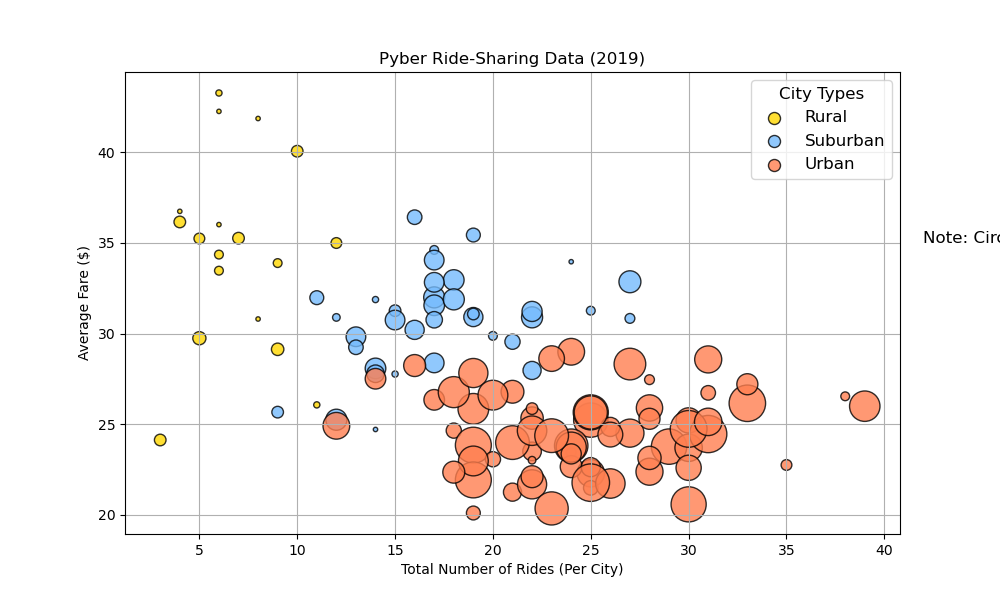 Pyber Ride-Sharing Data (2019)
City Types
Rural
Suburban
Urban
Note:
40
35
30
25
20
Average Fare ($)
5 10 15 20 25 30 35 40
Total Number of Rides (Per City)